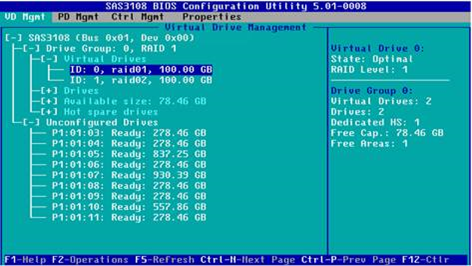 SAS3108 BIOS Configuration Utility 5.01-0008
VD Mgmt PD Mgmt Ctrl Mgmt Properties
Virtual Drive Management
[-] SAS3108 (Bus 0x01, Dev 0x00)
[-] Drive Group: 0, RAID 1
[-] Virtual Drives
ID: 0, raid01, 100.00 GB
ID: 1, raid02, 100.00 GB
[+] Drives
[+] Available size: 78.46 GB
[+] Hot spare drives
[-] Unconfigured Drives
P1:01:03: Ready: 278.46 GB
P1:01:04: Ready: 278.46 GB
P1:01:05: Ready: 837.25 GB
P1:01:06: Ready: 278.46 GB
P1:01:07: Ready: 930.39 GB
P1:01:08: Ready: 278.46 GB
P1:01:09: Ready: 278.46 GB
P1:01:10: Ready: 557.86 GB
P1:01:11: Ready: 278.46 GB
Virtual Drive 0:
State: Optimal
RAID Level: 1
Drive Group 0:
Virtual Drives: 2
Drives: 2
Dedicated HS: 1
Free Cap.: 78.46 GB
Free Areas: 1
F1-Help F2-Operations F5-Refresh Ctrl-N-Next Page Ctrl-P-Prev Page F12-Ctlr